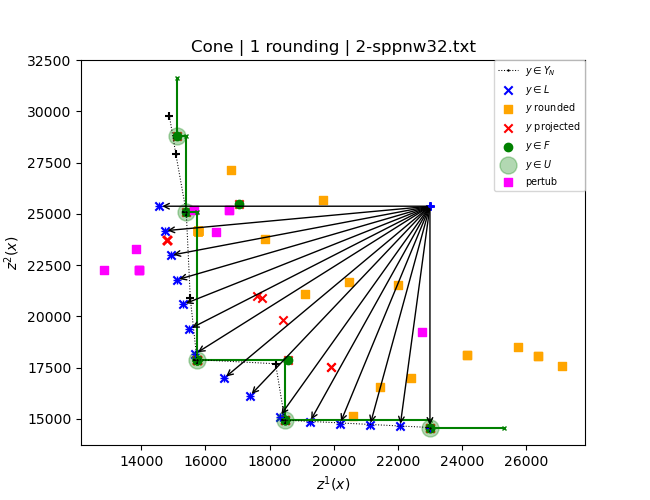 Cone | 1 rounding | 2-sppnw32.txt
32500
30000
27500
25000
22500
20000
17500
15000
z²(x)
14000
16000
18000
20000
22000
24000
26000
z¹(x)
y ∈ Y_N
y ∈ L
y rounded
y projected
y ∈ F
y ∈ U
pertub